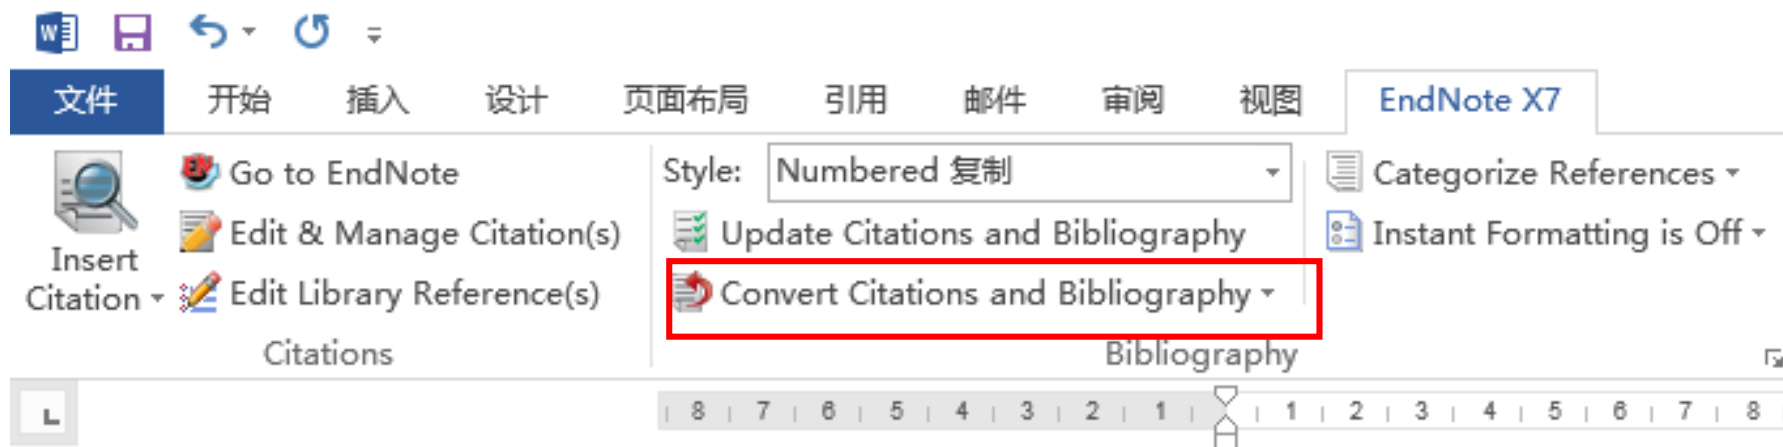 文件 开始 插入 设计 页面布局 引用 邮件 审阅 视图 EndNote X7
Go to EndNote
Edit & Manage Citation(s)
Edit Library Reference(s)
Insert
Citation
Citations
Style: Numbered 复制
Update Citations and Bibliography
Convert Citations and Bibliography
Bibliography
Categorize References
Instant Formatting is Off
8 7 6 5 4 3 2 1 1 2 3 4 5 6 7 8